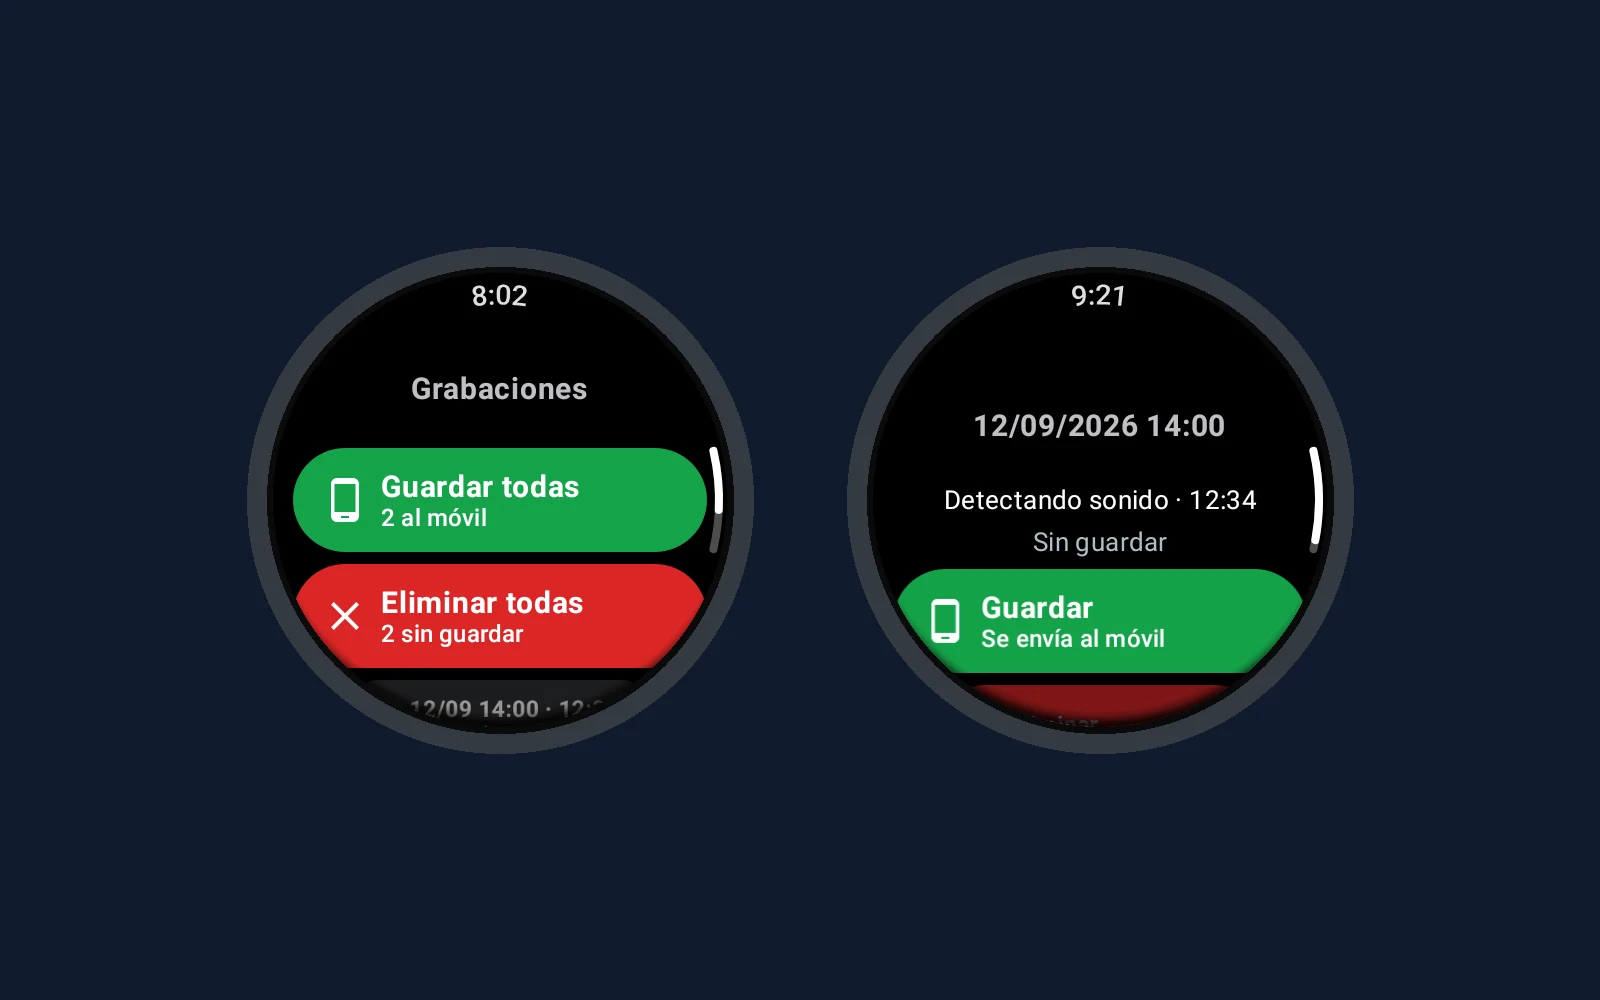 8:02
Grabaciones
Guardar todas
2 al móvil
Eliminar todas
2 sin guardar
12/09 14:00 · 12:
9:21
12/09/2026 14:00
Detectando sonido · 12:34
Sin guardar
Guardar
Se envía al móvil